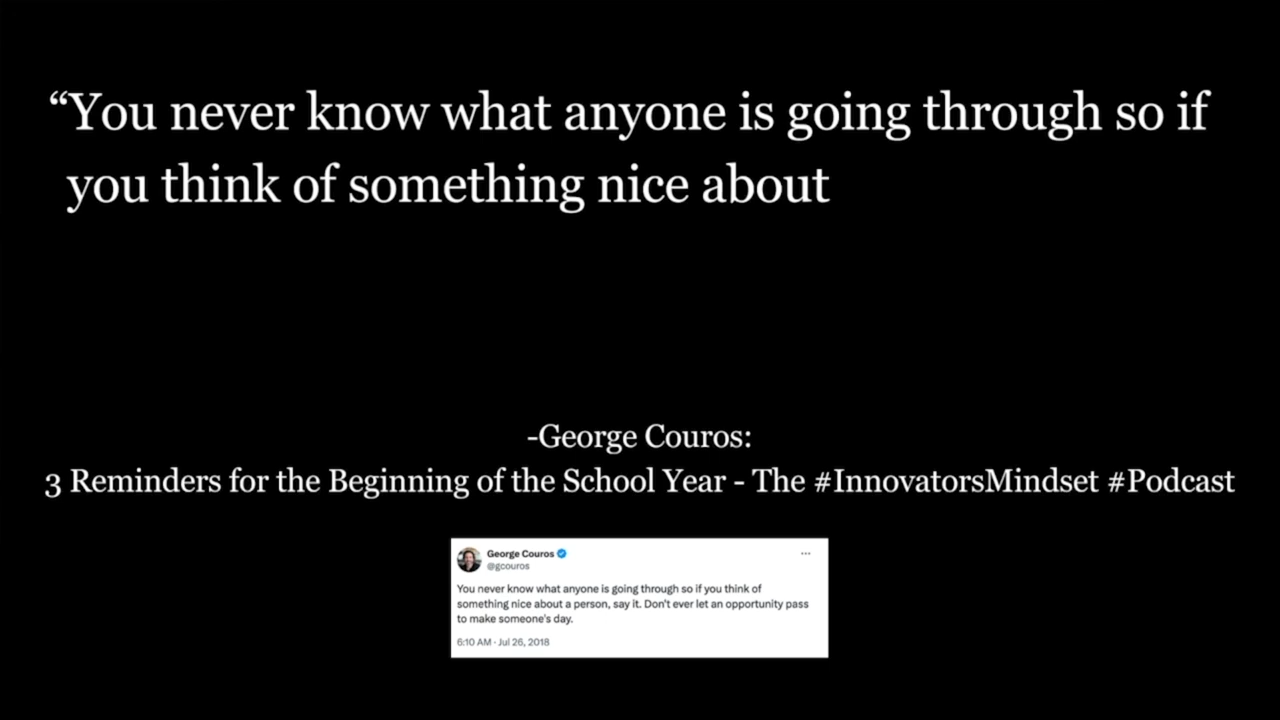 “You never know what anyone is going through so if
you think of something nice about
-George Couros:
3 Reminders for the Beginning of the School Year - The #InnovatorsMindset #Podcast
George Couros
@gcouros
You never know what anyone is going through so if you think of
something nice about a person, say it. Don't ever let an opportunity pass
to make someone's day.
6:10 AM · Jul 26, 2018